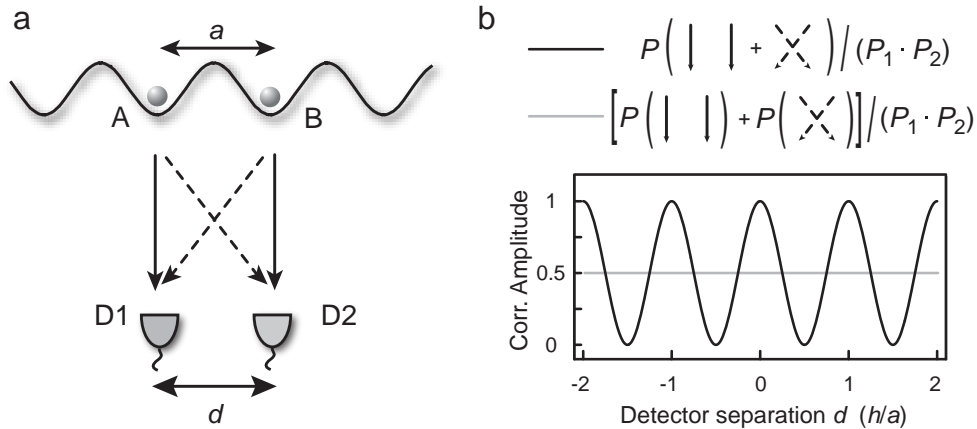 a
a
A
B
D1
D2
d
b
P ( + ) / (P₁ · P₂)
[P ( ) + P ( )] / (P₁ · P₂)
Corr. Amplitude
1
0.5
0
-2 -1 0 1 2
Detector separation d (h/a)